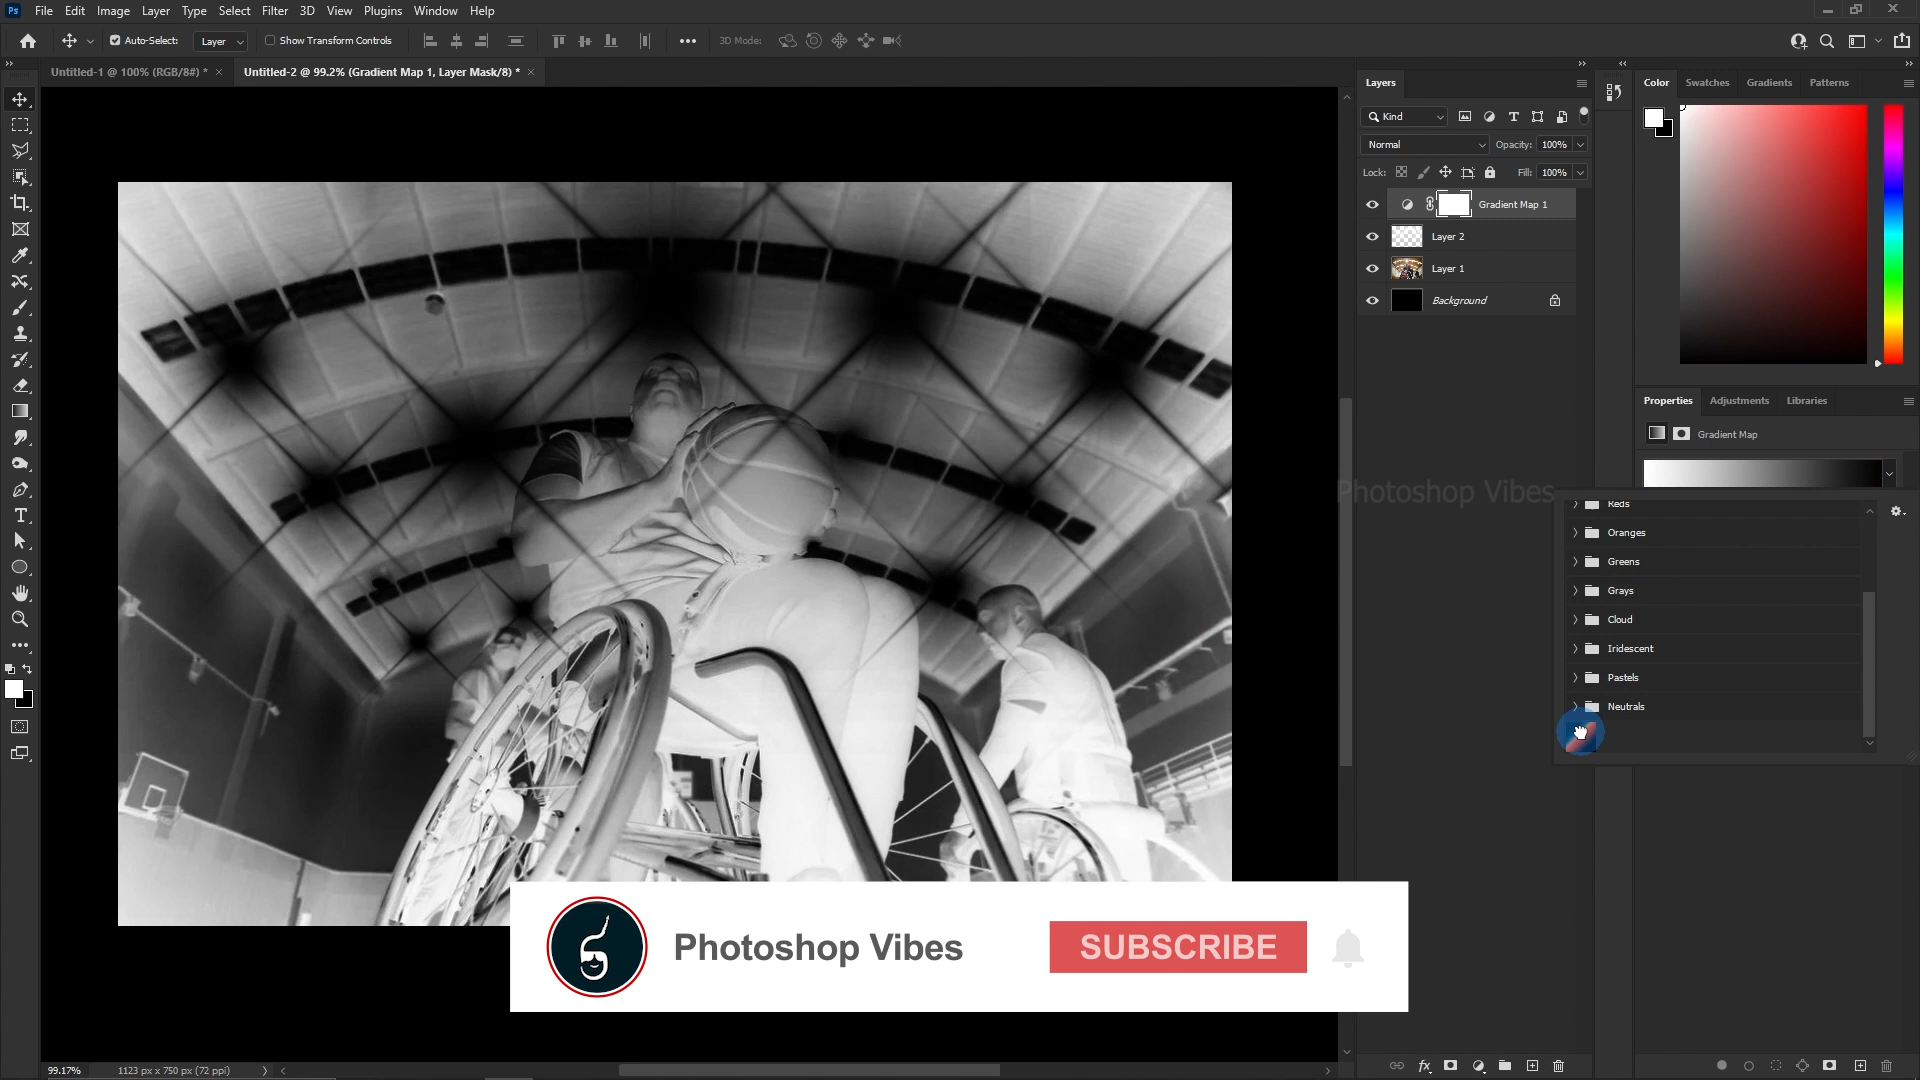 Ps File Edit Image Layer Type Select Filter 3D View Plugins Window Help
Auto-Select: Layer Show Transform Controls 3D Mode:
Untitled-1 @ 100% (RGB/8#) * × Untitled-2 @ 99.2% (Gradient Map 1, Layer Mask/8) * ×
Layers
Kind
Normal Opacity: 100%
Lock: Fill: 100%
Gradient Map 1
Layer 2
Layer 1
Background
Color Swatches Gradients Patterns
Properties Adjustments Libraries
Gradient Map
Photoshop Vibes
Reds
Oranges
Greens
Grays
Cloud
Iridescent
Pastels
Neutrals
Photoshop Vibes SUBSCRIBE
99.17% 1123 px x 750 px (72 ppi)